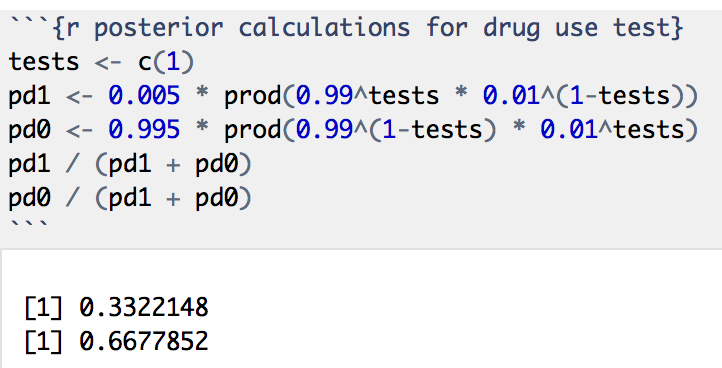 ```{r posterior calculations for drug use test}
tests <- c(1)
pd1 <- 0.005 * prod(0.99^tests * 0.01^(1-tests))
pd0 <- 0.995 * prod(0.99^(1-tests) * 0.01^tests)
pd1 / (pd1 + pd0)
pd0 / (pd1 + pd0)
```
[1] 0.3322148
[1] 0.6677852